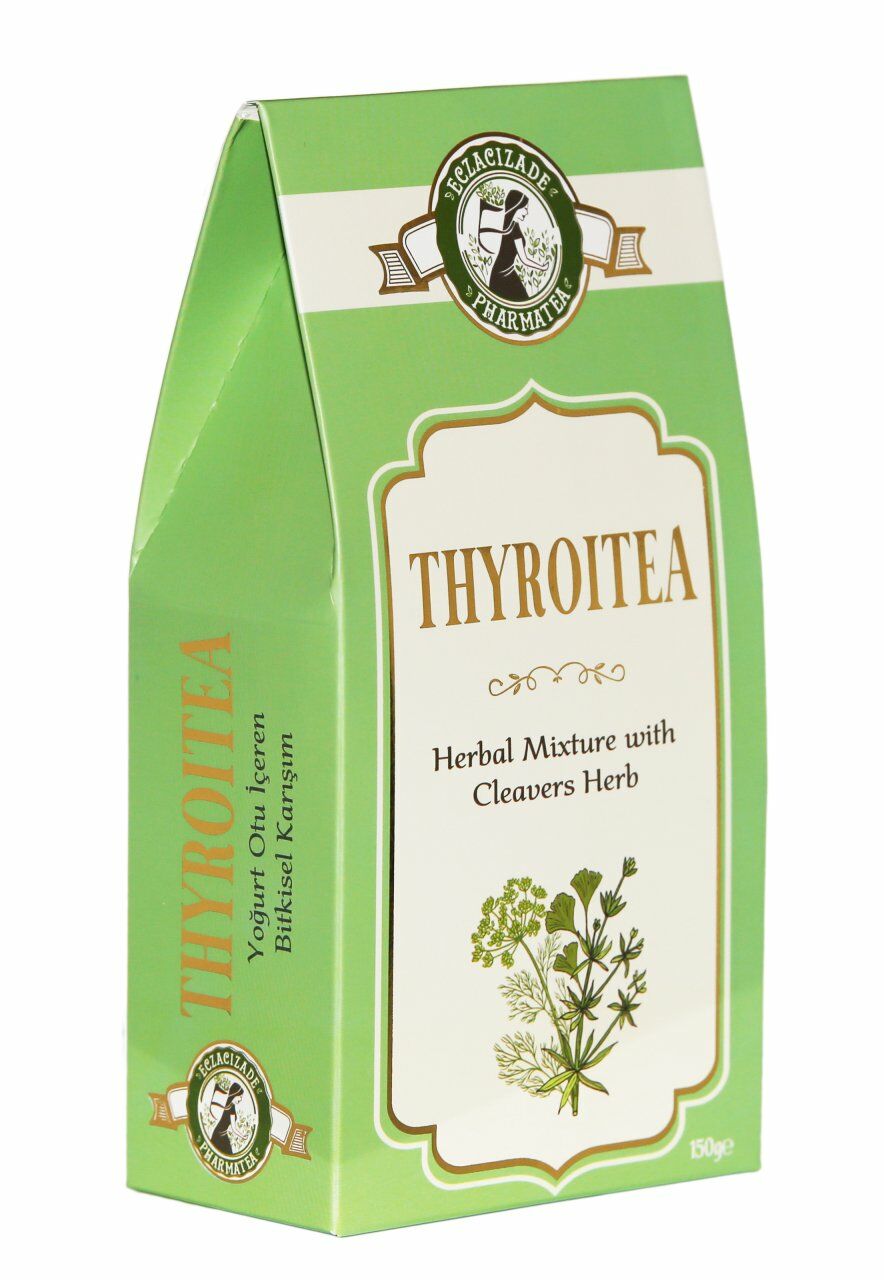 ECZACIZADE
PHARMATEA
THYROITEA
Herbal Mixture with
Cleavers Herb
150g℮
THYROITEA
Yoğurt Otu İçeren
Bitkisel Karışım
ECZACIZADE
PHARMATEA